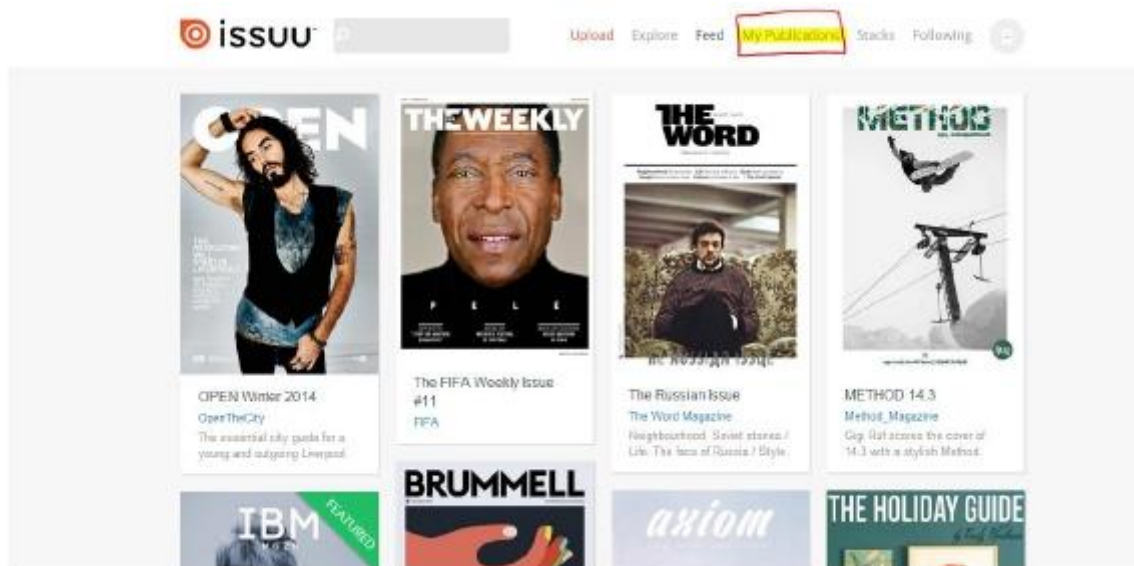 issuu
Upload Explore Feed My Publications Stacks Following
OPEN
THE WEEKLY
PELE
OPEN Winter 2014
OpenTheCity
The essential city guide for a
young and outgoing Liverpool.
The FIFA Weekly Issue
#11
FIFA
THE
WORD
The Russian Issue
The Word Magazine
Neighbourhood: Soviet stories /
Life: The face of Russia / Style:
METHOD
METHOD 14.3
Method_Magazine
Gigi Rüf scores the cover of
14.3 with a stylish Method.
IBM
FEATURED
BRUMMELL
axiom
THE HOLIDAY GUIDE